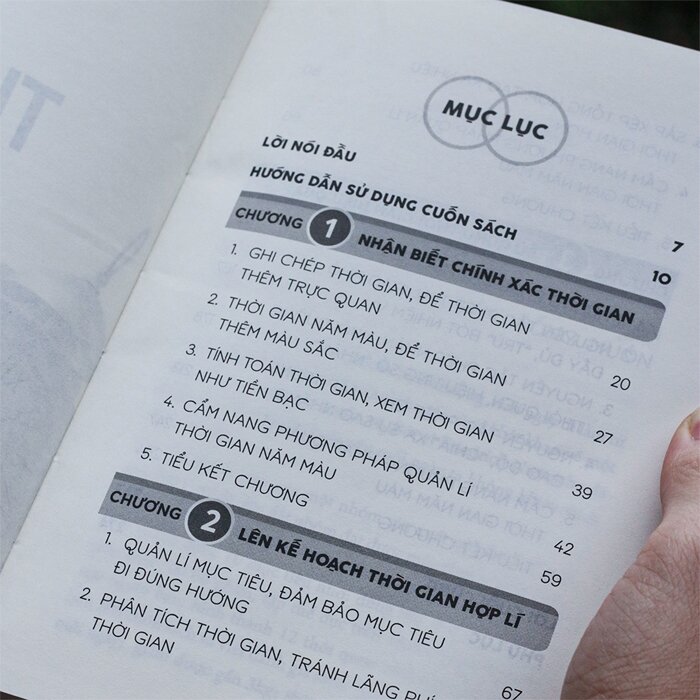 MỤC LỤC
LỜI NÓI ĐẦU 7
HƯỚNG DẪN SỬ DỤNG CUỐN SÁCH 10
CHƯƠNG 1 NHẬN BIẾT CHÍNH XÁC THỜI GIAN
1. GHI CHÉP THỜI GIAN, ĐỂ THỜI GIAN
THÊM TRỰC QUAN 20
2. THỜI GIAN NĂM MÀU, ĐỂ THỜI GIAN
THÊM MÀU SẮC 27
3. TÍNH TOÁN THỜI GIAN, XEM THỜI GIAN
NHƯ TIỀN BẠC 39
4. CẨM NANG PHƯƠNG PHÁP QUẢN LÍ
THỜI GIAN NĂM MÀU 42
5. TIỂU KẾT CHƯƠNG 59
CHƯƠNG 2 LÊN KẾ HOẠCH THỜI GIAN HỢP LĨ
1. QUẢN LÍ MỤC TIÊU, ĐẢM BẢO MỤC TIÊU
ĐI ĐÚNG HƯỚNG 67
2. PHÂN TÍCH THỜI GIAN, TRÁNH LÃNG PHÍ
THỜI GIAN